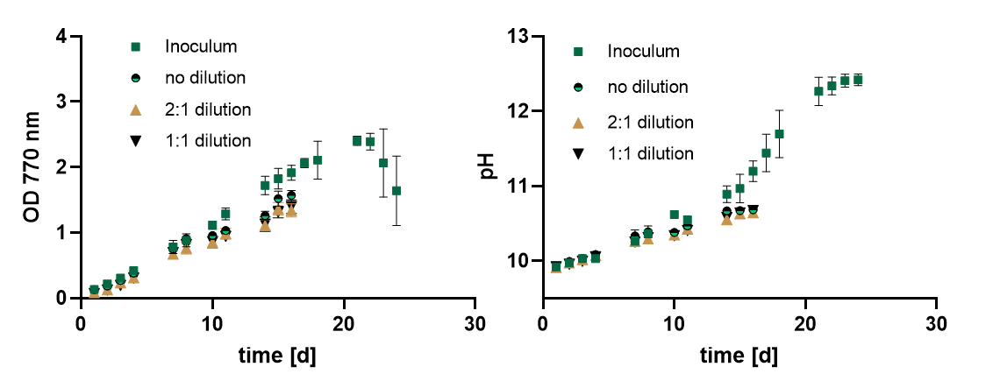 4
3
2
1
0
OD 770 nm
Inoculum
no dilution
2:1 dilution
1:1 dilution
0
10
20
30
time [d]
13
12
11
10
pH
Inoculum
no dilution
2:1 dilution
1:1 dilution
0
10
20
30
time [d]